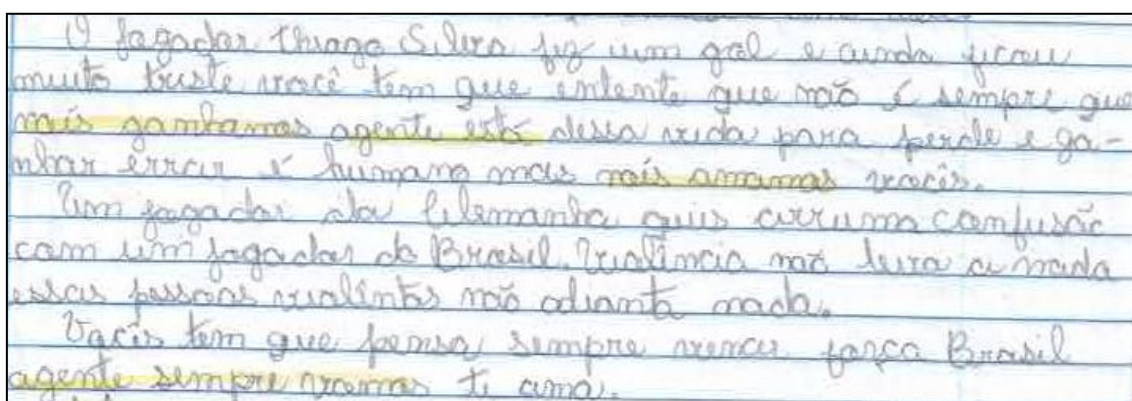 O jogador thiago Silva fiz um gol e ainda ficou
muito triste você tem que entente que não é sempre que
nóis ganhamos agente está dessa vida para perde e ga-
nhar errar é humano mas nóis amamos vocês.
Um jogador da Alemanha quis arruma confusão
com um jogador do Brasil. Violência não leva a nada
essas pessoas violentas não adianta nada.
Vocês tem que pensa sempre vencer força Brasil
agente sempre vamos ti ama.